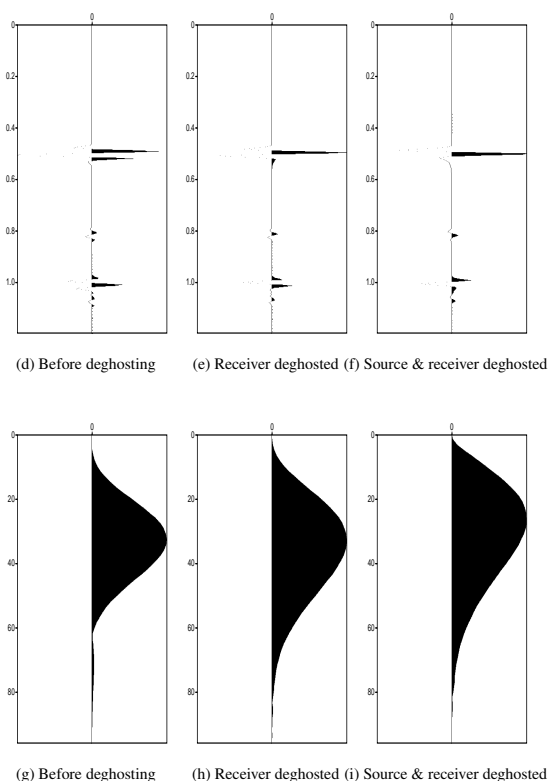 0 0 0
0 0 0
0.2 0.2 0.2
0.4 0.4 0.4
0.6 0.6 0.6
0.8 0.8 0.8
1.0 1.0 1.0
(d) Before deghosting (e) Receiver deghosted (f) Source & receiver deghosted
0 0 0
0 0 0
20 20 20
40 40 40
60 60 60
80 80 80
(g) Before deghosting (h) Receiver deghosted (i) Source & receiver deghosted